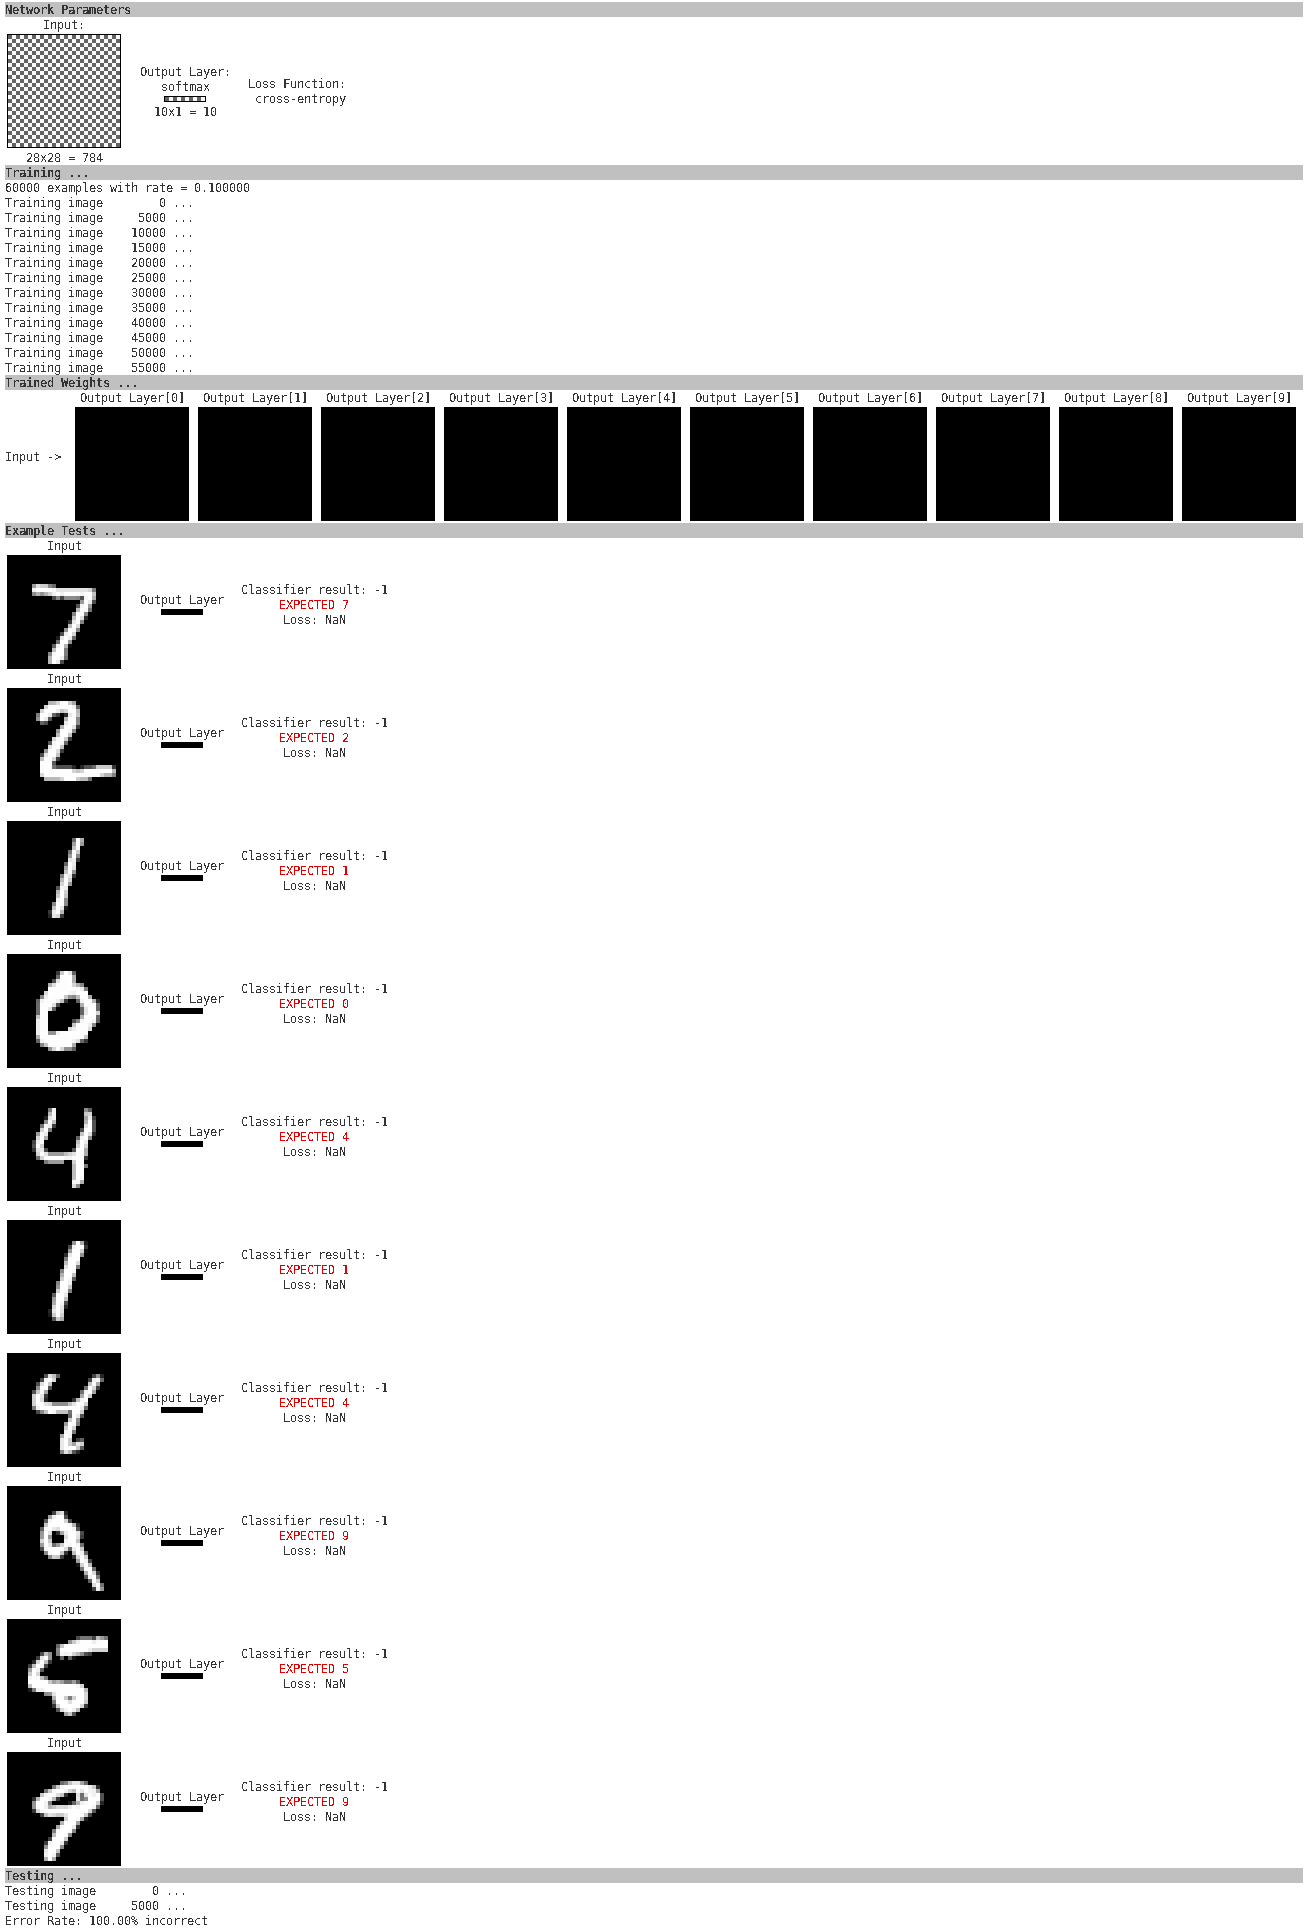 Network Parameters
Input:
Output Layer:
softmax
10x1 = 10
Loss Function:
cross-entropy
28x28 = 784
Training ...
60000 examples with rate = 0.100000
Training image 0 ...
Training image 5000 ...
Training image 10000 ...
Training image 15000 ...
Training image 20000 ...
Training image 25000 ...
Training image 30000 ...
Training image 35000 ...
Training image 40000 ...
Training image 45000 ...
Training image 50000 ...
Training image 55000 ...
Trained Weights ...
Output Layer[0] Output Layer[1] Output Layer[2] Output Layer[3] Output Layer[4] Output Layer[5] Output Layer[6] Output Layer[7] Output Layer[8] Output Layer[9]
Input ->
Example Tests ...
Input
7
Output Layer
Classifier result: -1
EXPECTED 7
Loss: NaN
Input
2
Output Layer
Classifier result: -1
EXPECTED 2
Loss: NaN
Input
1
Output Layer
Classifier result: -1
EXPECTED 1
Loss: NaN
Input
0
Output Layer
Classifier result: -1
EXPECTED 0
Loss: NaN
Input
4
Output Layer
Classifier result: -1
EXPECTED 4
Loss: NaN
Input
1
Output Layer
Classifier result: -1
EXPECTED 1
Loss: NaN
Input
4
Output Layer
Classifier result: -1
EXPECTED 4
Loss: NaN
Input
9
Output Layer
Classifier result: -1
EXPECTED 9
Loss: NaN
Input
5
Output Layer
Classifier result: -1
EXPECTED 5
Loss: NaN
Input
9
Output Layer
Classifier result: -1
EXPECTED 9
Loss: NaN
Testing ...
Testing image 0 ...
Testing image 5000 ...
Error Rate: 100.00% incorrect